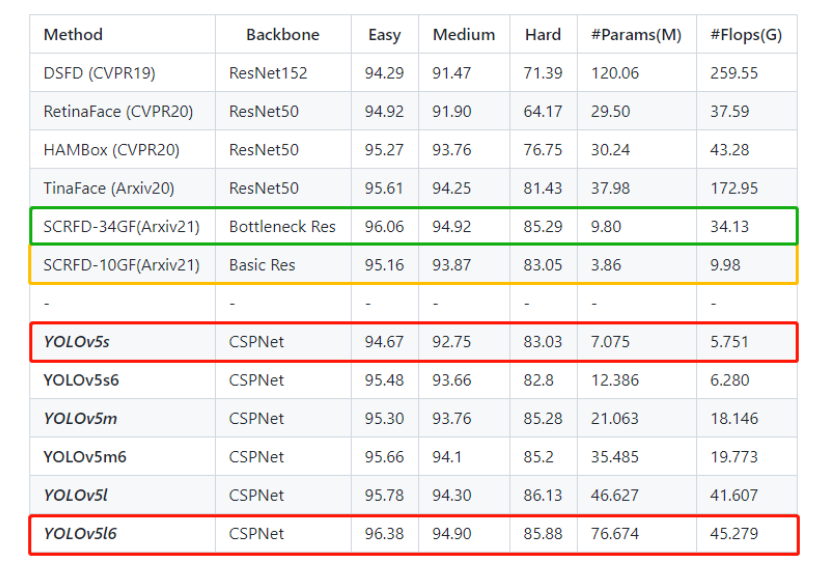 Method Backbone Easy Medium Hard #Params(M) #Flops(G)
DSFD (CVPR19) ResNet152 94.29 91.47 71.39 120.06 259.55
RetinaFace (CVPR20) ResNet50 94.92 91.90 64.17 29.50 37.59
HAMBox (CVPR20) ResNet50 95.27 93.76 76.75 30.24 43.28
TinaFace (Arxiv20) ResNet50 95.61 94.25 81.43 37.98 172.95
SCRFD-34GF(Arxiv21) Bottleneck Res 96.06 94.92 85.29 9.80 34.13
SCRFD-10GF(Arxiv21) Basic Res 95.16 93.87 83.05 3.86 9.98
- - - - - - -
YOLOv5s CSPNet 94.67 92.75 83.03 7.075 5.751
YOLOv5s6 CSPNet 95.48 93.66 82.8 12.386 6.280
YOLOv5m CSPNet 95.30 93.76 85.28 21.063 18.146
YOLOv5m6 CSPNet 95.66 94.1 85.2 35.485 19.773
YOLOv5l CSPNet 95.78 94.30 86.13 46.627 41.607
YOLOv5l6 CSPNet 96.38 94.90 85.88 76.674 45.279